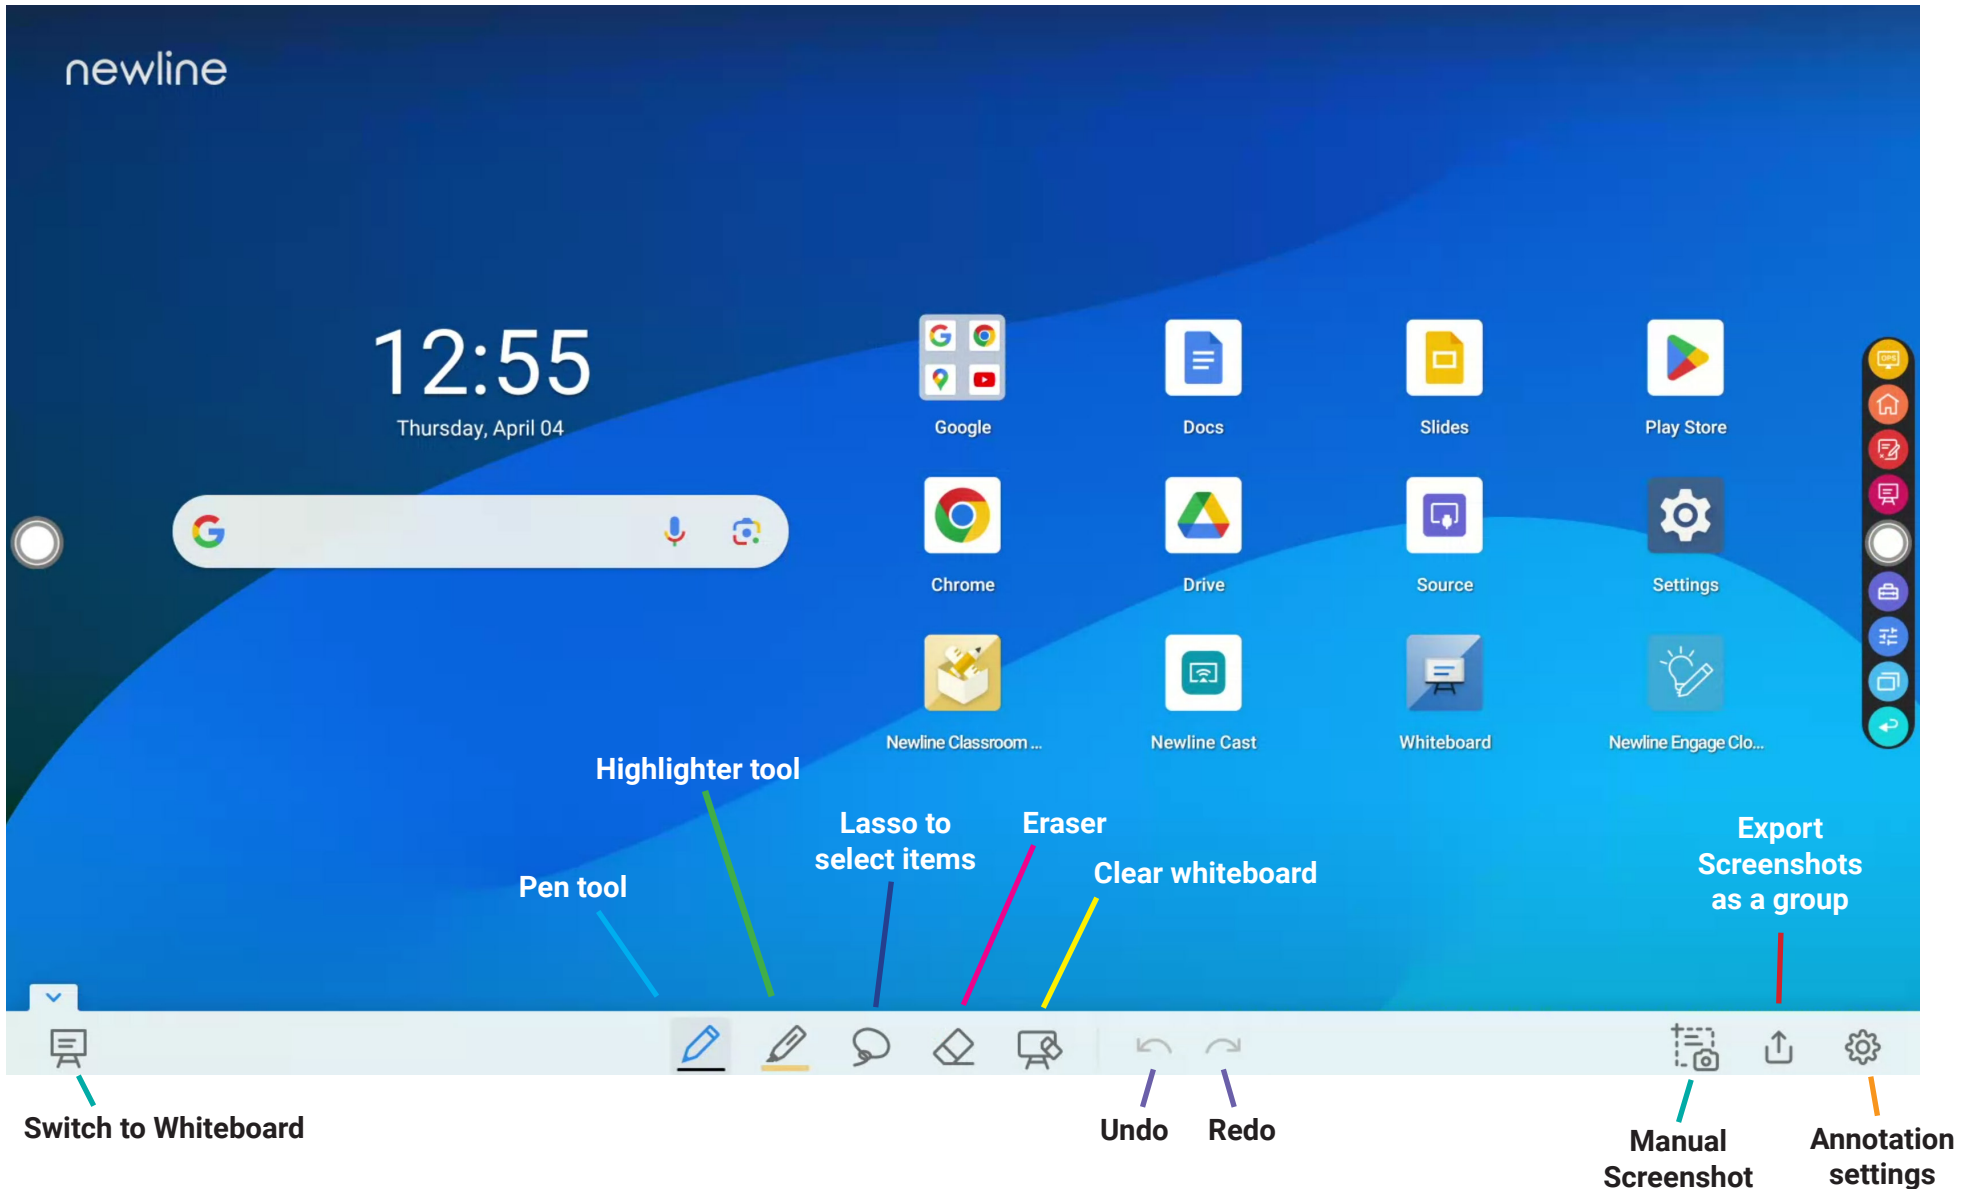 newline
12:55
Thursday, April 04
Google
Docs
Slides
Play Store
OPS
Chrome
Drive
Source
Settings
Newline Classroom ...
Newline Cast
Whiteboard
Newline Engage Clo...
Highlighter tool
Lasso to
select items
Eraser
Clear whiteboard
Pen tool
Export
Screenshots
as a group
Switch to Whiteboard
Undo
Redo
Manual
Screenshot
Annotation
settings